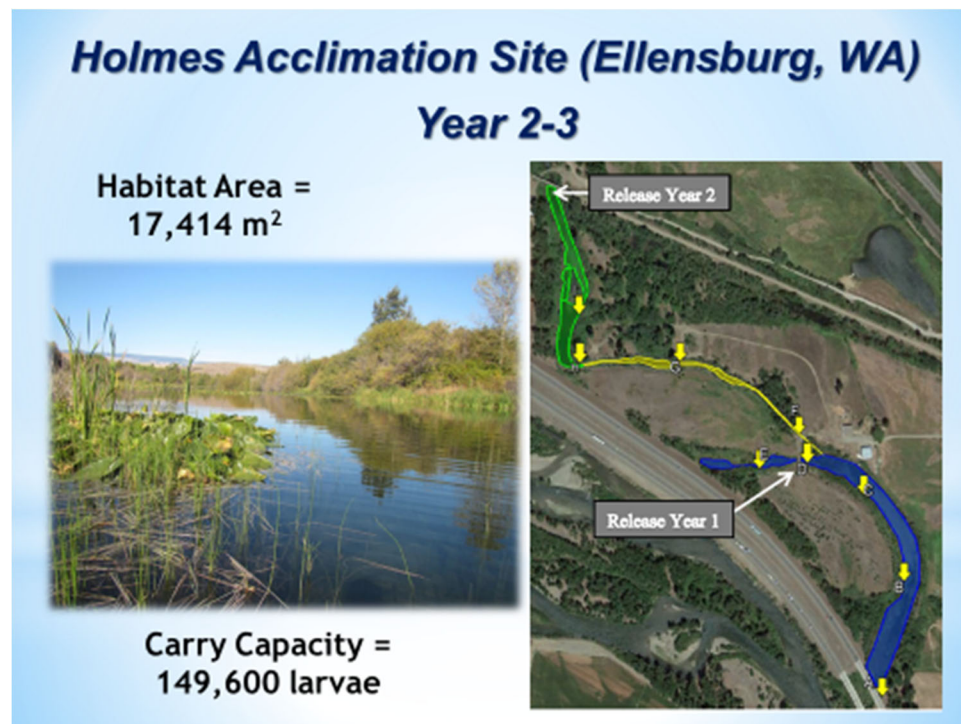 Holmes Acclimation Site (Ellensburg, WA)
Year 2-3
Habitat Area =
17,414 m²
Release Year 2
G
F
E
D
C
Release Year 1
B
A
Carry Capacity =
149,600 larvae